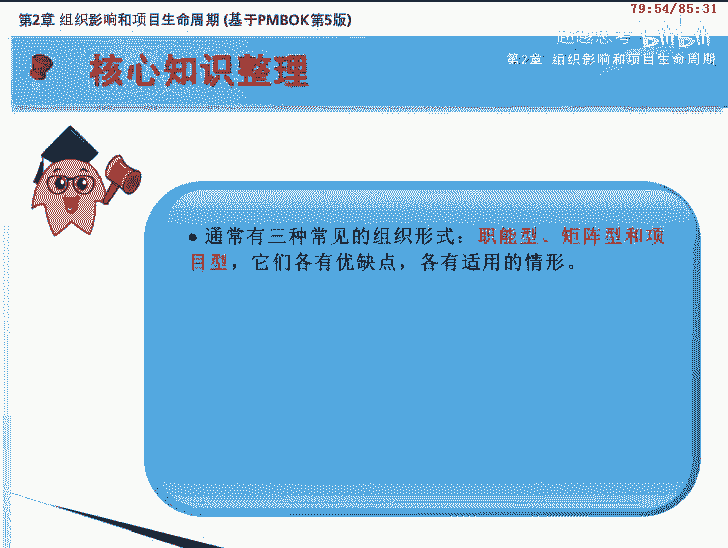 79:54/85:31
第2章 组织影响和项目生命周期 (基于PMBOK第5版)
bilibili
第2章 组织影响和项目生命周期
核心知识整理
● 通常有三种常见的组织形式：职能型、矩阵型和项
目型，它们各有优缺点，各有适用的情形。